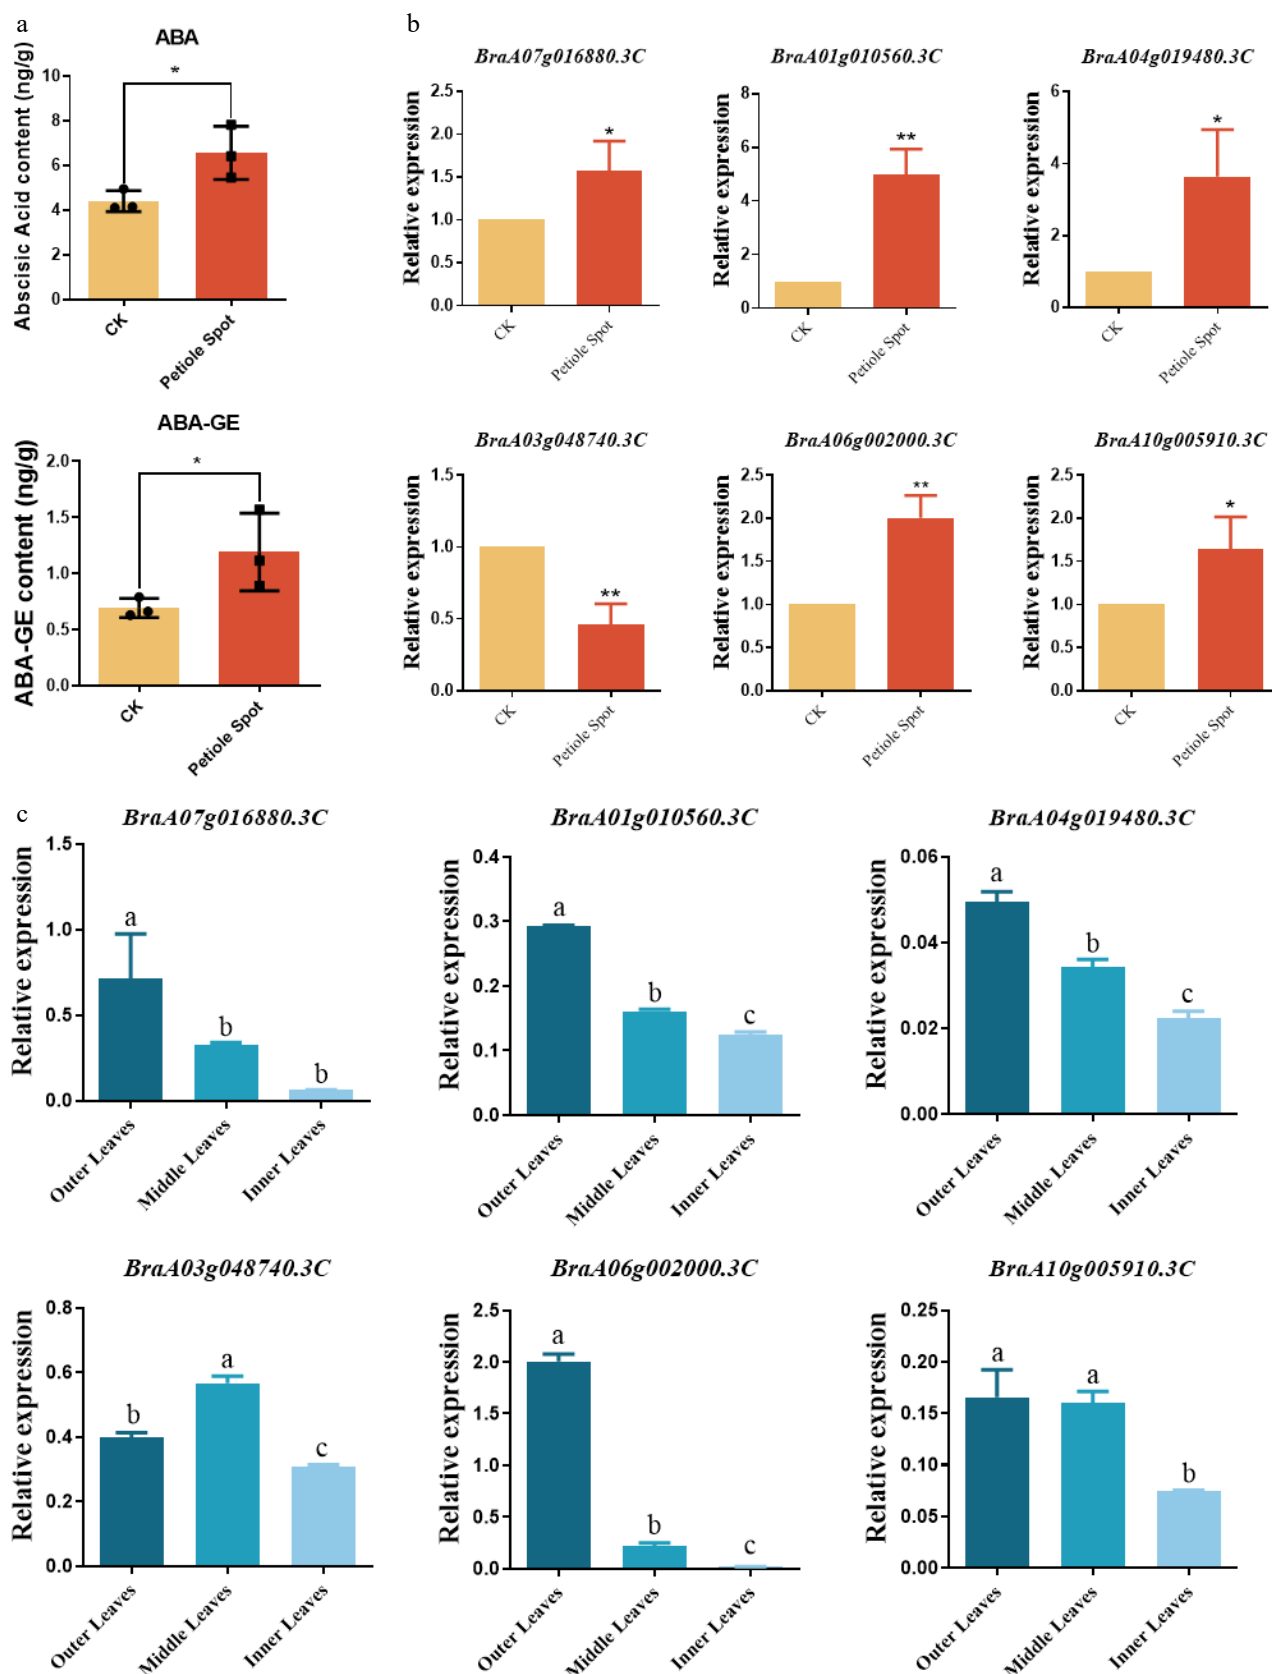 a
ABA
Abscisic Acid content (ng/g)
10
8
6
4
2
0
*
CK
Petiole Spot
ABA-GE
ABA-GE content (ng/g)
2.0
1.5
1.0
0.5
0.0
*
CK
Petiole Spot
b
BraA07g016880.3C
Relative expression
2.5
2.0
1.5
1.0
0.5
0.0
*
CK
Petiole Spot
BraA01g010560.3C
Relative expression
8
6
4
2
0
**
CK
Petiole Spot
BraA04g019480.3C
Relative expression
6
4
2
0
*
CK
Petiole Spot
BraA03g048740.3C
Relative expression
1.5
1.0
0.5
0.0
**
CK
Petiole Spot
BraA06g002000.3C
Relative expression
2.5
2.0
1.5
1.0
0.5
0.0
**
CK
Petiole Spot
BraA10g005910.3C
Relative expression
2.5
2.0
1.5
1.0
0.5
0.0
*
CK
Petiole Spot
c
BraA07g016880.3C
Relative expression
1.5
1.0
0.5
0.0
a
b
b
Outer Leaves
Middle Leaves
Inner Leaves
BraA01g010560.3C
Relative expression
0.4
0.3
0.2
0.1
0.0
a
b
c
Outer Leaves
Middle Leaves
Inner Leaves
BraA04g019480.3C
Relative expression
0.06
0.04
0.02
0.00
a
b
c
Outer Leaves
Middle Leaves
Inner Leaves
BraA03g048740.3C
Relative expression
0.8
0.6
0.4
0.2
0.0
b
a
c
Outer Leaves
Middle Leaves
Inner Leaves
BraA06g002000.3C
Relative expression
2.5
2.0
1.5
1.0
0.5
0.0
a
b
c
Outer Leaves
Middle Leaves
Inner Leaves
BraA10g005910.3C
Relative expression
0.25
0.20
0.15
0.10
0.05
0.00
a
a
b
Outer Leaves
Middle Leaves
Inner Leaves